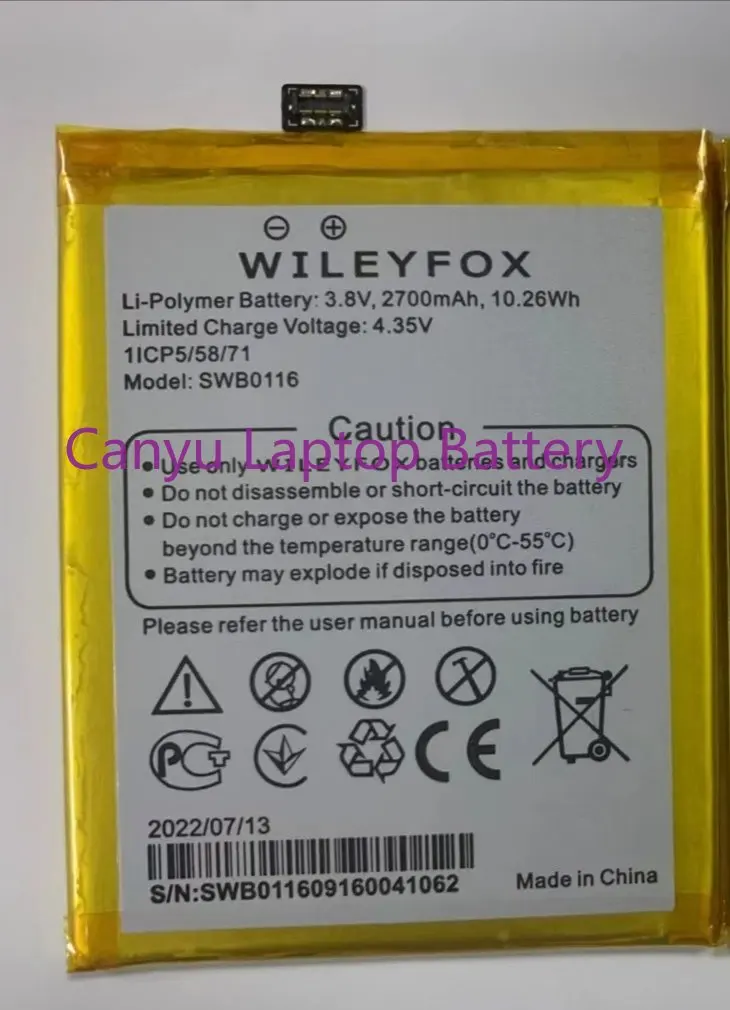 WILEYFOX
Li-Polymer Battery: 3.8V, 2700mAh, 10.26Wh
Limited Charge Voltage: 4.35V
1ICP5/58/71
Model: SWB0116
Caution
Canyu Laptop Battery
• Use only WILEYFOX batteries and chargers
• Do not disassemble or short-circuit the battery
• Do not charge or expose the battery
beyond the temperature range(0°C-55°C)
• Battery may explode if disposed into fire
Please refer the user manual before using battery
CE
2022/07/13
S/N:SWB011609160041062
Made in China